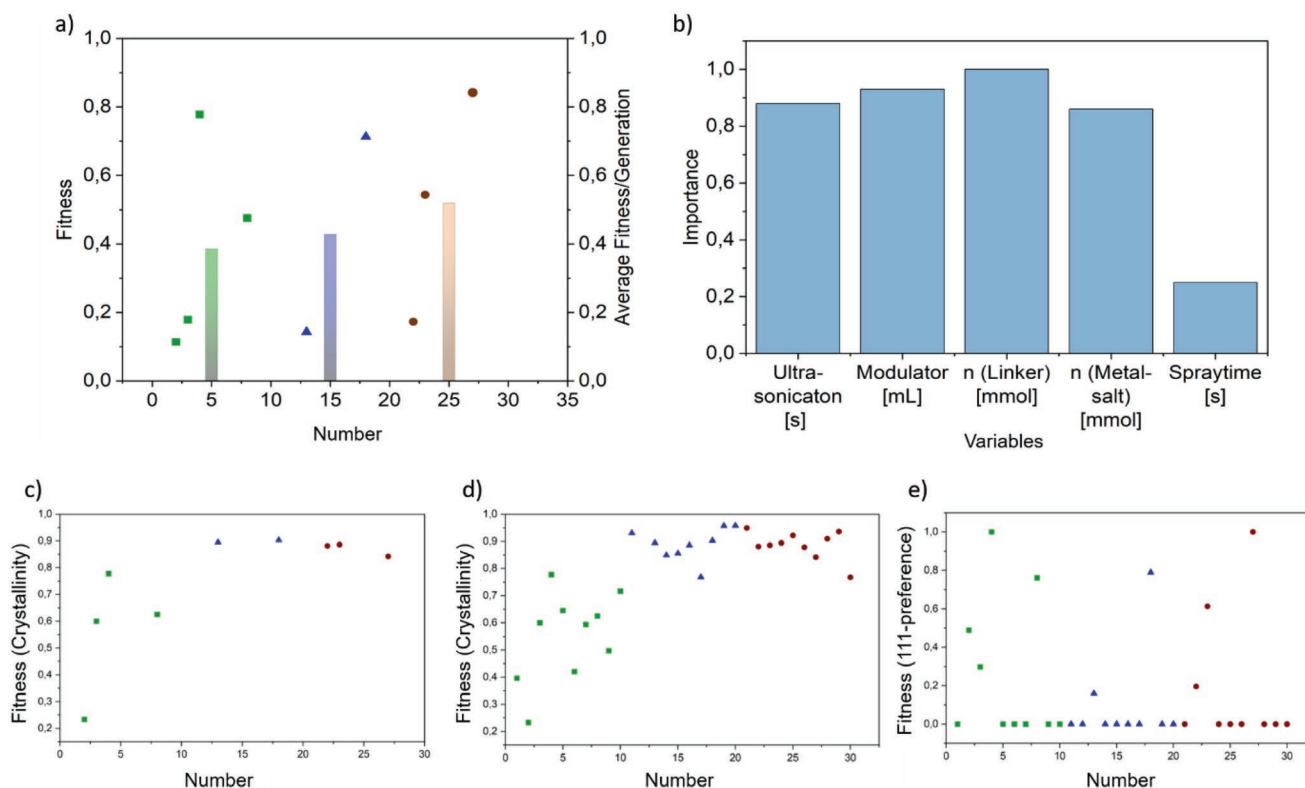 a)
1,0
0,8
0,6
0,4
0,2
0,0
Fitness
1,0
0,8
0,6
0,4
0,2
0,0
Average Fitness/Generation
0 5 10 15 20 25 30 35
Number
b)
1,0
0,8
0,6
0,4
0,2
0,0
Importance
Ultra-
sonicaton
[s]
Modulator
[mL]
n (Linker)
[mmol]
n (Metal-
salt)
[mmol]
Spraytime
[s]
Variables
c)
1,0
0,9
0,8
0,7
0,6
0,5
0,4
0,3
0,2
Fitness (Crystallinity)
0 5 10 15 20 25 30
Number
d)
1,0
0,9
0,8
0,7
0,6
0,5
0,4
0,3
0,2
Fitness (Crystallinity)
0 5 10 15 20 25 30
Number
e)
1,0
0,8
0,6
0,4
0,2
0,0
Fitness (111-preference)
0 5 10 15 20 25 30
Number